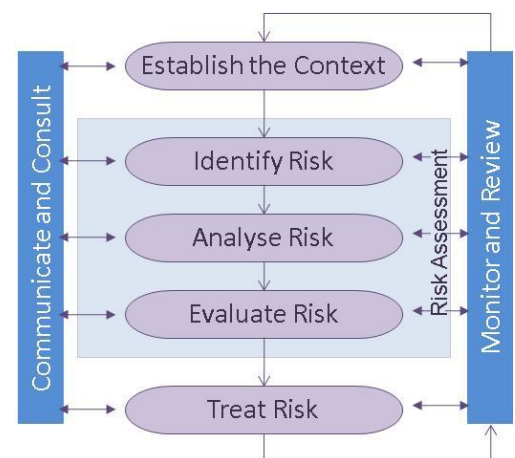 Establish the Context
Communicate and Consult
Identify Risk
Analyse Risk
Evaluate Risk
Risk Assessment
Monitor and Review
Treat Risk